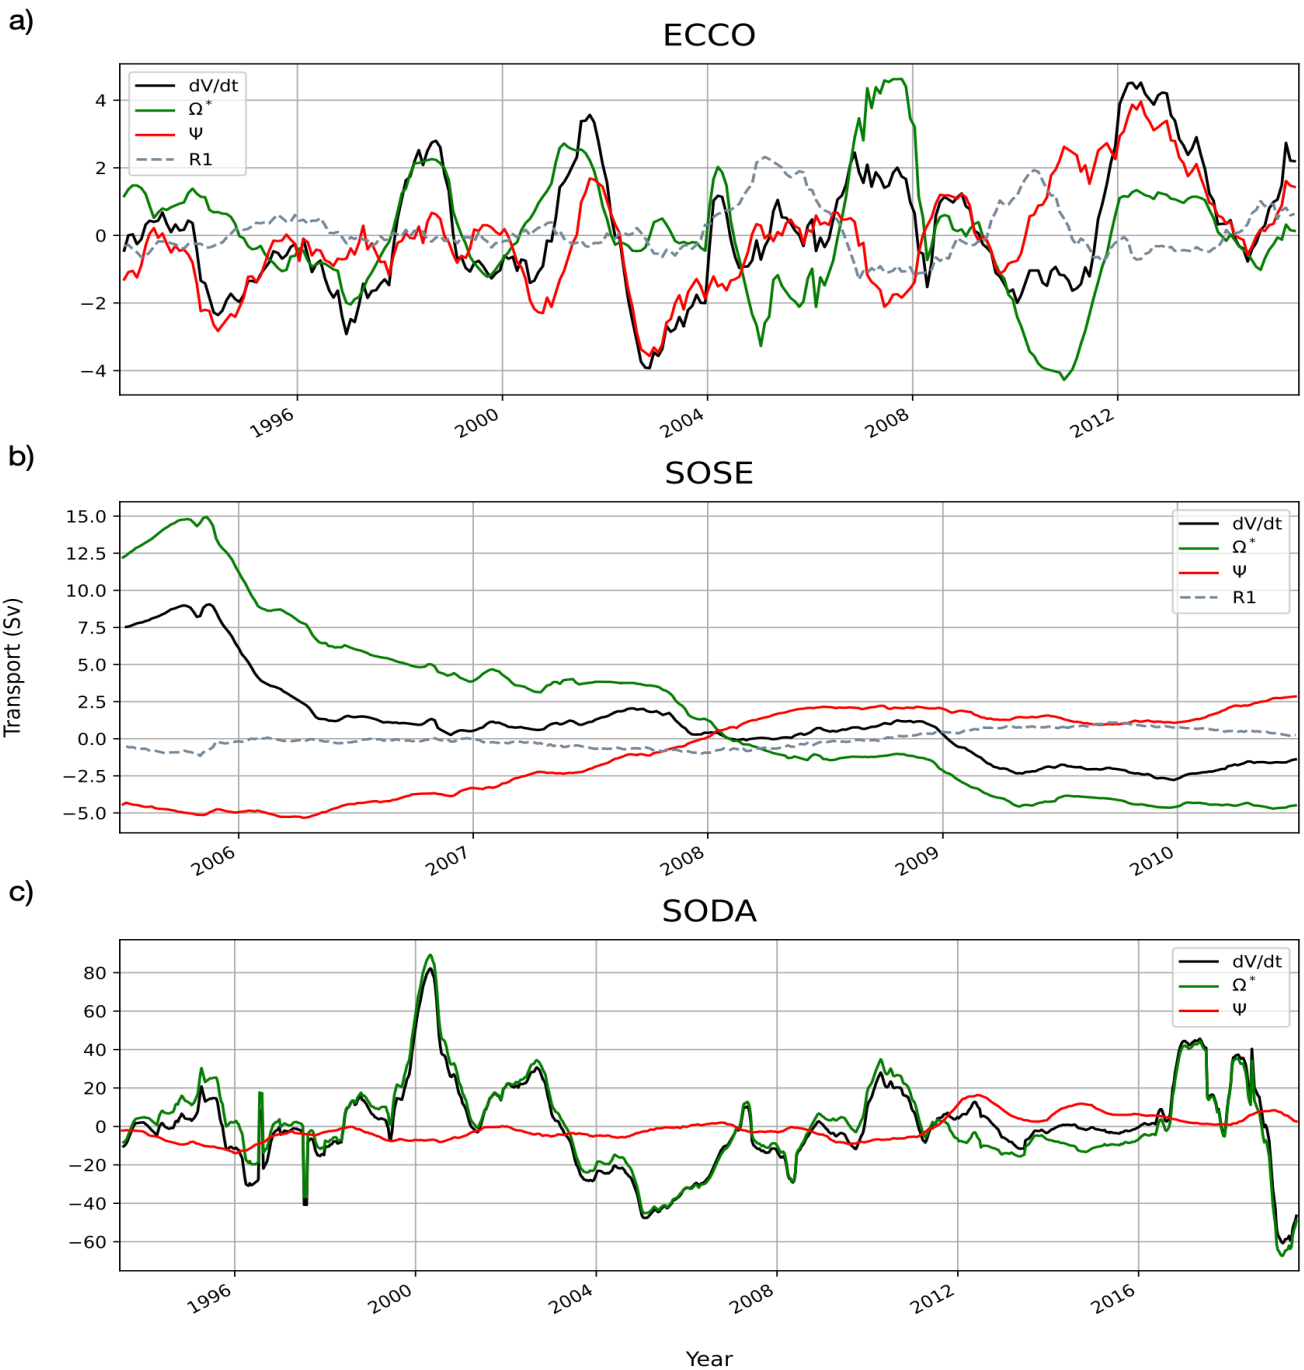 a)
ECCO
dV/dt
Ω*
Ψ
R1
4
2
0
−2
−4
1996
2000
2004
2008
2012
b)
SOSE
dV/dt
Ω*
Ψ
R1
15.0
12.5
10.0
7.5
5.0
2.5
0.0
−2.5
−5.0
Transport (Sv)
2006
2007
2008
2009
2010
c)
SODA
dV/dt
Ω*
Ψ
80
60
40
20
0
−20
−40
−60
1996
2000
2004
2008
2012
2016
Year